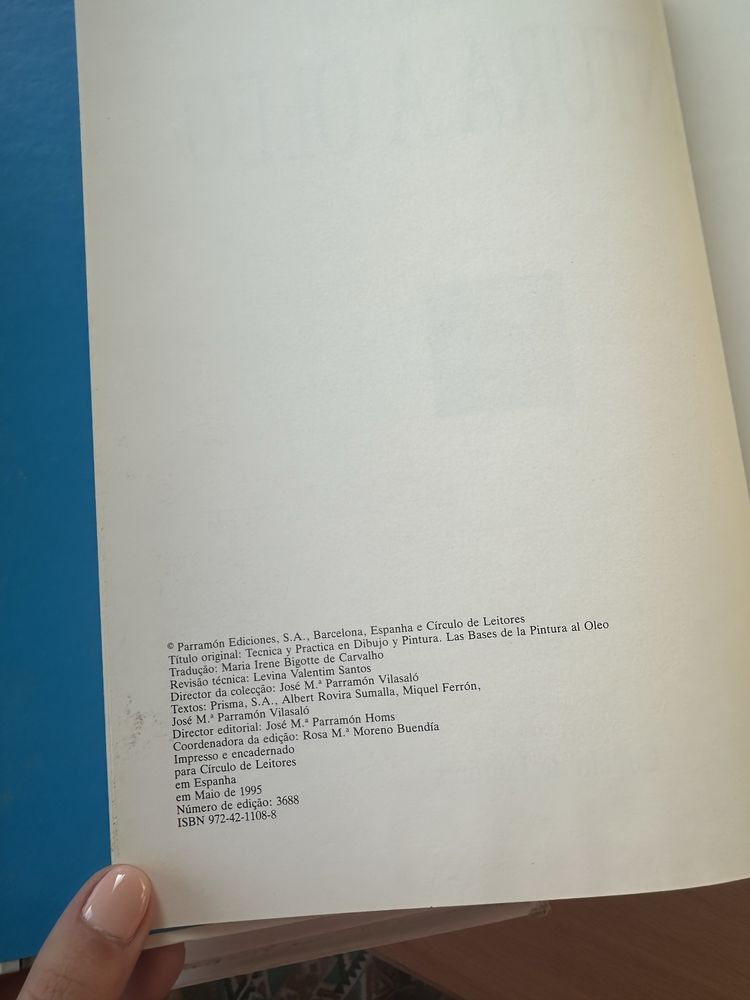 © Parramón Ediciones, S.A., Barcelona, Espanha e Círculo de Leitores
Título original: Tecnica y Practica en Dibujo y Pintura. Las Bases de la Pintura al Oleo
Tradução: Maria Irene Bigotte de Carvalho
Revisão técnica: Levina Valentim Santos
Director da colecção: José M.ª Parramón Vilasaló
Textos: Prisma, S.A., Albert Rovira Sumalla, Miquel Ferrón,
José M.ª Parramón Vilasaló
Director editorial: José M.ª Parramón Homs
Coordenadora da edição: Rosa M.ª Moreno Buendía
Impresso e encadernado
para Círculo de Leitores
em Espanha
em Maio de 1995
Número de edição: 3688
ISBN 972-42-1108-8